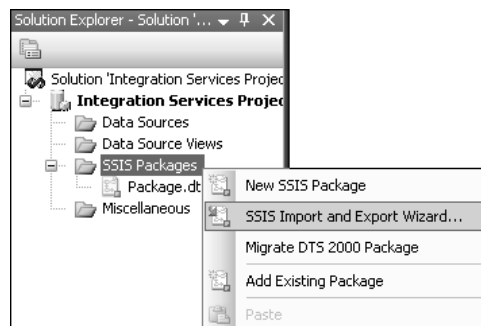 Solution Explorer - Solution '...
Solution 'Integration Services Projec
Integration Services Projec
Data Sources
Data Source Views
SSIS Packages
Package.dt
Miscellaneous
New SSIS Package
SSIS Import and Export Wizard...
Migrate DTS 2000 Package
Add Existing Package
Paste